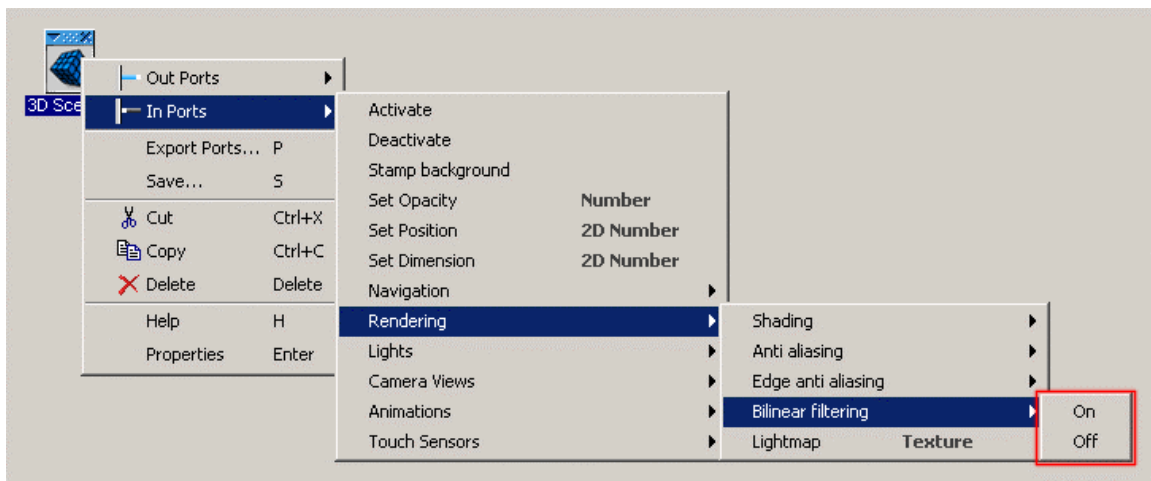 3D Sce
Out Ports
In Ports
Export Ports... P
Save... S
Cut Ctrl+X
Copy Ctrl+C
Delete Delete
Help H
Properties Enter
Activate
Deactivate
Stamp background
Set Opacity Number
Set Position 2D Number
Set Dimension 2D Number
Navigation
Rendering
Lights
Camera Views
Animations
Touch Sensors
Shading
Anti aliasing
Edge anti aliasing
Bilinear filtering
Lightmap Texture
On
Off